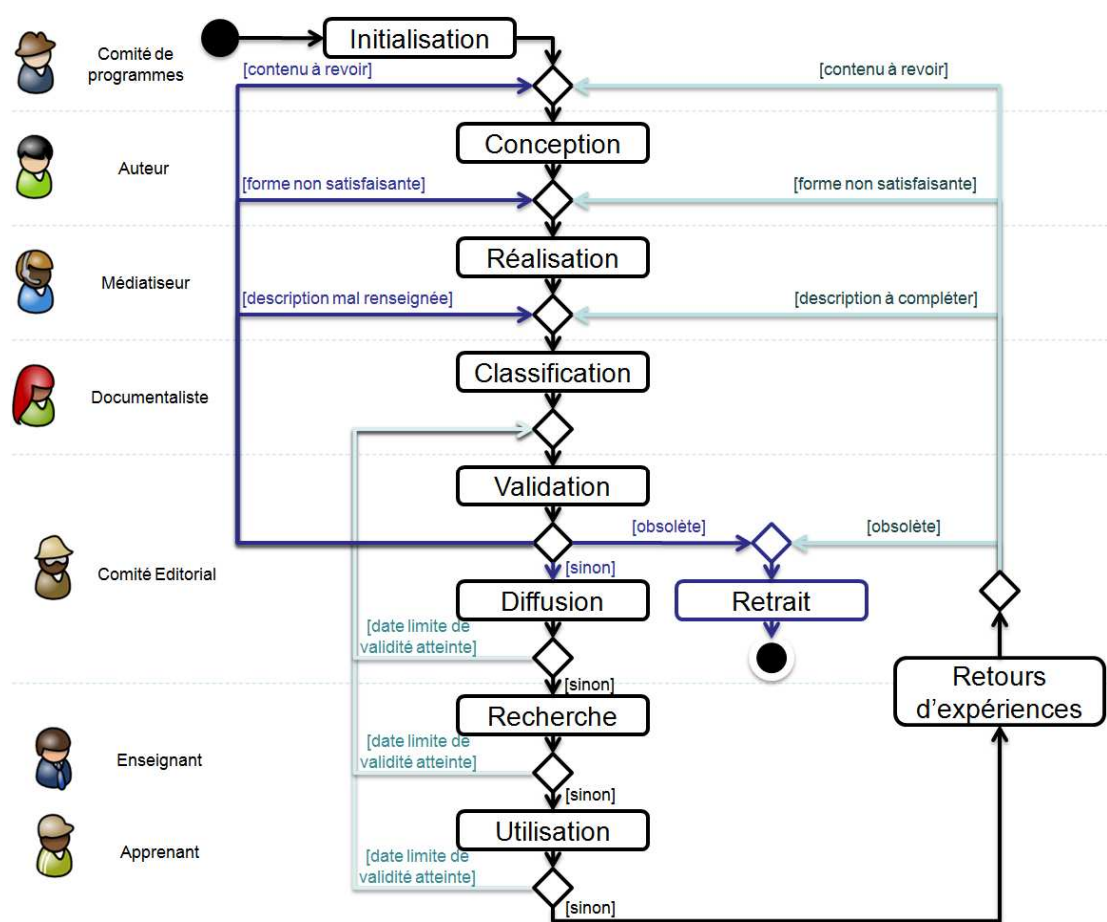 Comité de
programmes
Initialisation
[contenu à revoir]
[contenu à revoir]
Auteur
Conception
[forme non satisfaisante]
[forme non satisfaisante]
Médiatiseur
Réalisation
[description mal renseignée]
[description à compléter]
Documentaliste
Classification
Validation
[obsolète]
[obsolète]
Comité Editorial
[sinon]
Diffusion
Retrait
[date limite de
validité atteinte]
[sinon]
Retours
d'expériences
Recherche
Enseignant
[date limite de
validité atteinte]
[sinon]
Utilisation
Apprenant
[date limite de
validité atteinte]
[sinon]